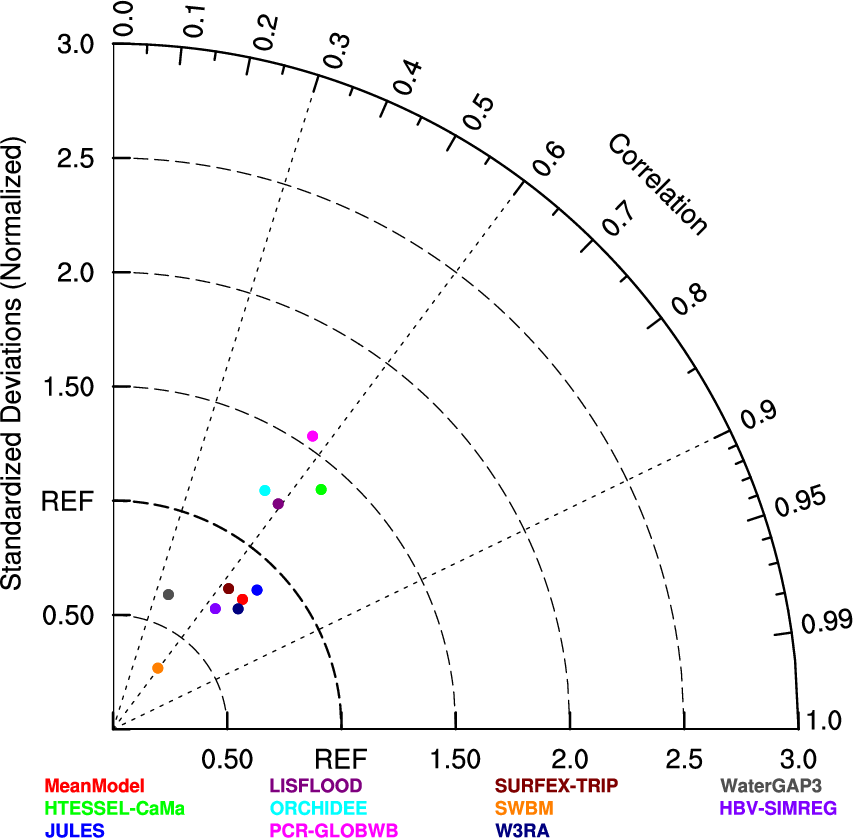 0.0
0.1
0.2
0.3
0.4
0.5
0.6
0.7
0.8
0.9
0.95
0.99
1.0
Correlation
Standardized Deviations (Normalized)
3.0
2.5
2.0
1.50
REF
0.50
0.50 REF 1.50 2.0 2.5 3.0
MeanModel LISFLOOD SURFEX-TRIP WaterGAP3
HTESSEL-CaMa ORCHIDEE SWBM HBV-SIMREG
JULES PCR-GLOBWB W3RA